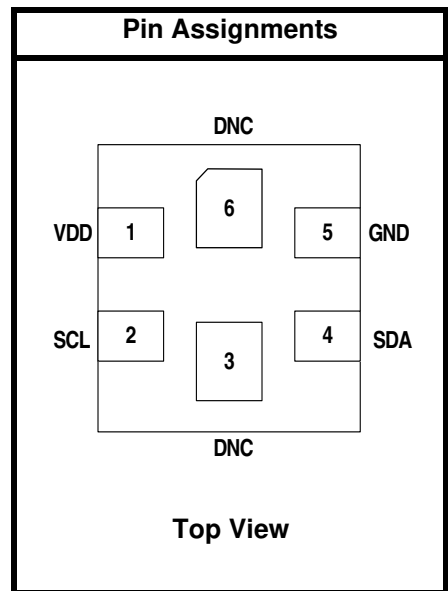 Pin Assignments
DNC
6
VDD 1 5 GND
SCL 2 4 SDA
3
DNC
Top View